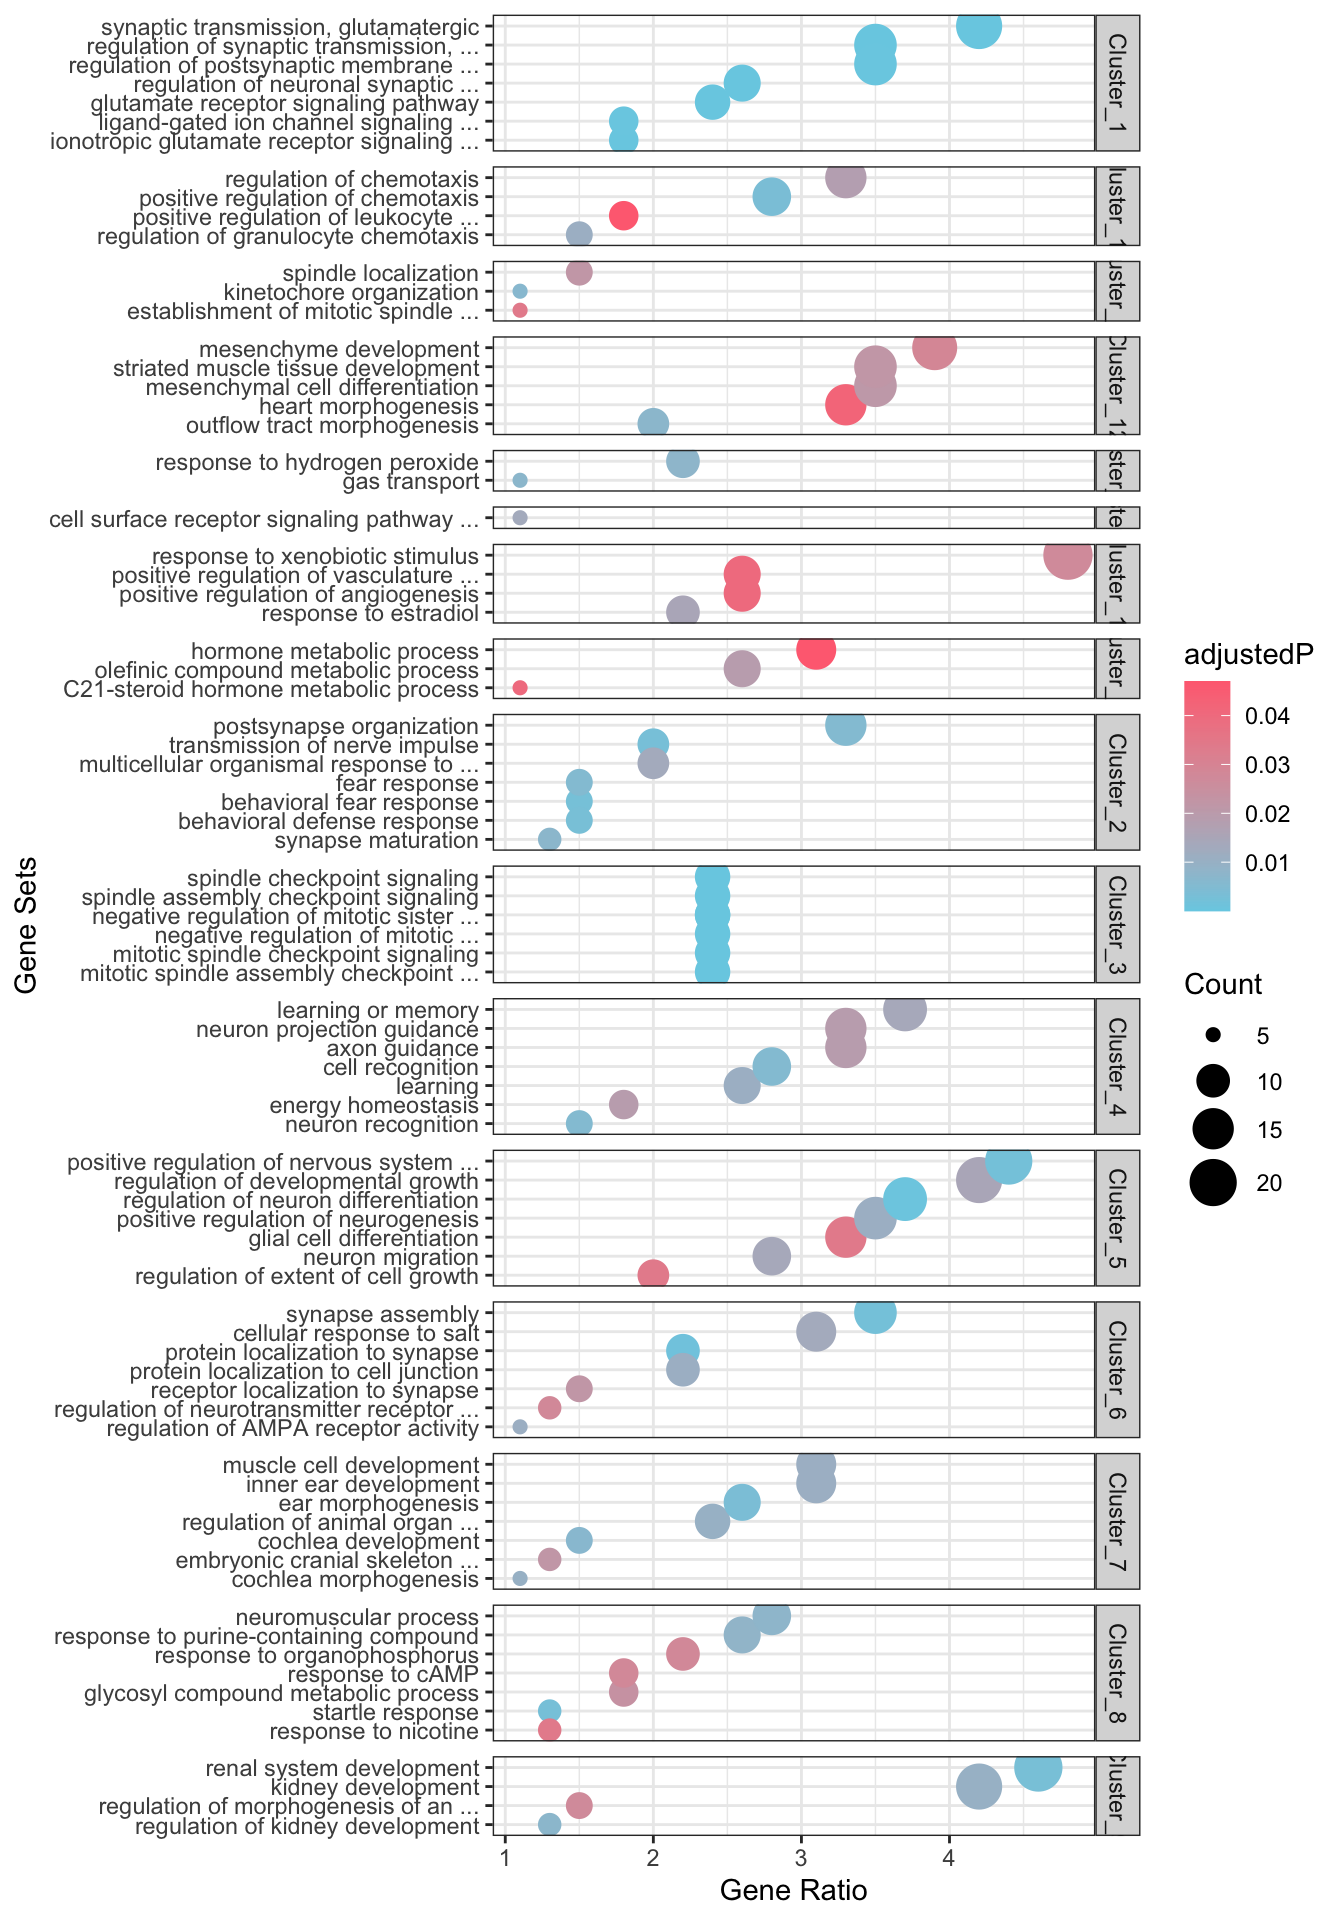 synaptic transmission, glutamatergic
regulation of synaptic transmission, ...
regulation of postsynaptic membrane ...
regulation of neuronal synaptic ...
glutamate receptor signaling pathway
ligand-gated ion channel signaling ...
ionotropic glutamate receptor signaling ...
Cluster_1
regulation of chemotaxis
positive regulation of chemotaxis
positive regulation of leukocyte ...
regulation of granulocyte chemotaxis
luster_1
spindle localization
kinetochore organization
establishment of mitotic spindle ...
uster_
mesenchyme development
striated muscle tissue development
mesenchymal cell differentiation
heart morphogenesis
outflow tract morphogenesis
Cluster_12
response to hydrogen peroxide
gas transport
ster_
cell surface receptor signaling pathway ...
te
response to xenobiotic stimulus
positive regulation of vasculature ...
positive regulation of angiogenesis
response to estradiol
luster_1
hormone metabolic process
olefinic compound metabolic process
C21-steroid hormone metabolic process
uster_
postsynapse organization
transmission of nerve impulse
multicellular organismal response to ...
fear response
behavioral fear response
behavioral defense response
synapse maturation
Cluster_2
spindle checkpoint signaling
spindle assembly checkpoint signaling
negative regulation of mitotic sister ...
negative regulation of mitotic ...
mitotic spindle checkpoint signaling
mitotic spindle assembly checkpoint ...
Cluster_3
learning or memory
neuron projection guidance
axon guidance
cell recognition
learning
energy homeostasis
neuron recognition
Cluster_4
positive regulation of nervous system ...
regulation of developmental growth
regulation of neuron differentiation
positive regulation of neurogenesis
glial cell differentiation
neuron migration
regulation of extent of cell growth
Cluster_5
synapse assembly
cellular response to salt
protein localization to synapse
protein localization to cell junction
receptor localization to synapse
regulation of neurotransmitter receptor ...
regulation of AMPA receptor activity
Cluster_6
muscle cell development
inner ear development
ear morphogenesis
regulation of animal organ ...
cochlea development
embryonic cranial skeleton ...
cochlea morphogenesis
Cluster_7
neuromuscular process
response to purine-containing compound
response to organophosphorus
response to cAMP
glycosyl compound metabolic process
startle response
response to nicotine
Cluster_8
renal system development
kidney development
regulation of morphogenesis of an ...
regulation of kidney development
Cluster_
1 2 3 4
Gene Ratio
Gene Sets
adjustedP
0.04
0.03
0.02
0.01
Count
5
10
15
20